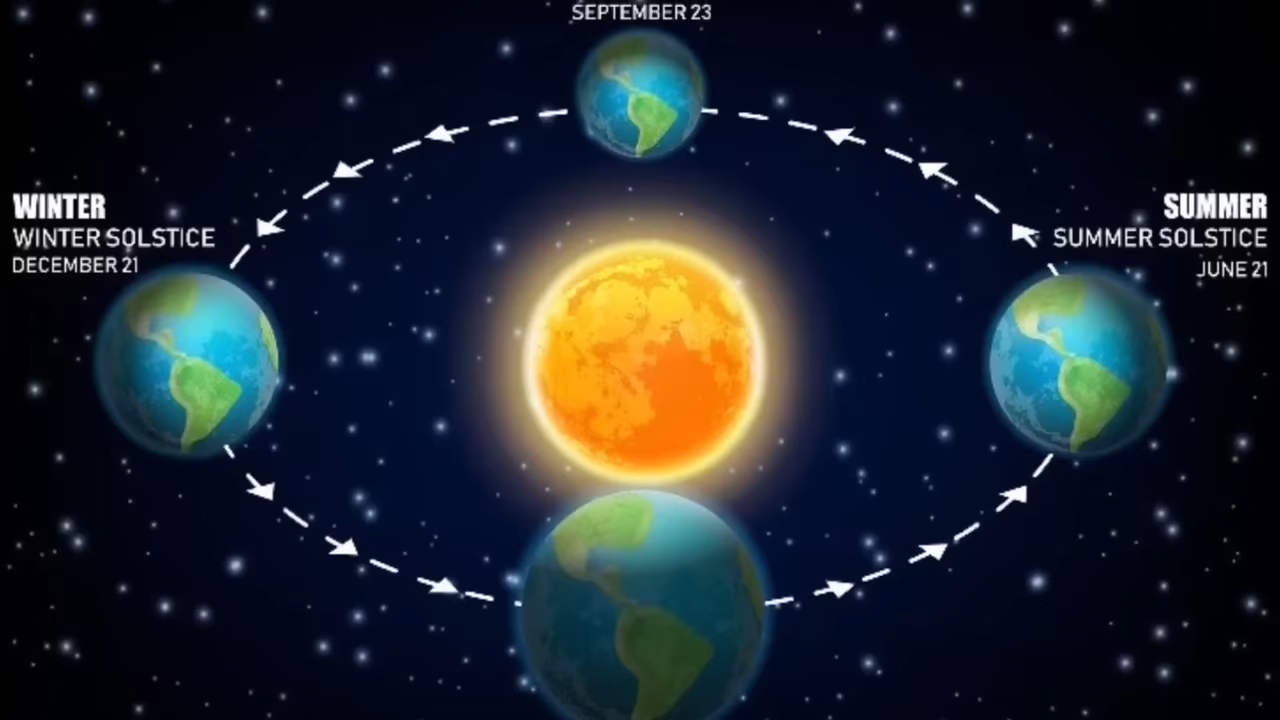 SEPTEMBER 23
WINTER
WINTER SOLSTICE
DECEMBER 21
SUMMER
SUMMER SOLSTICE
JUNE 21